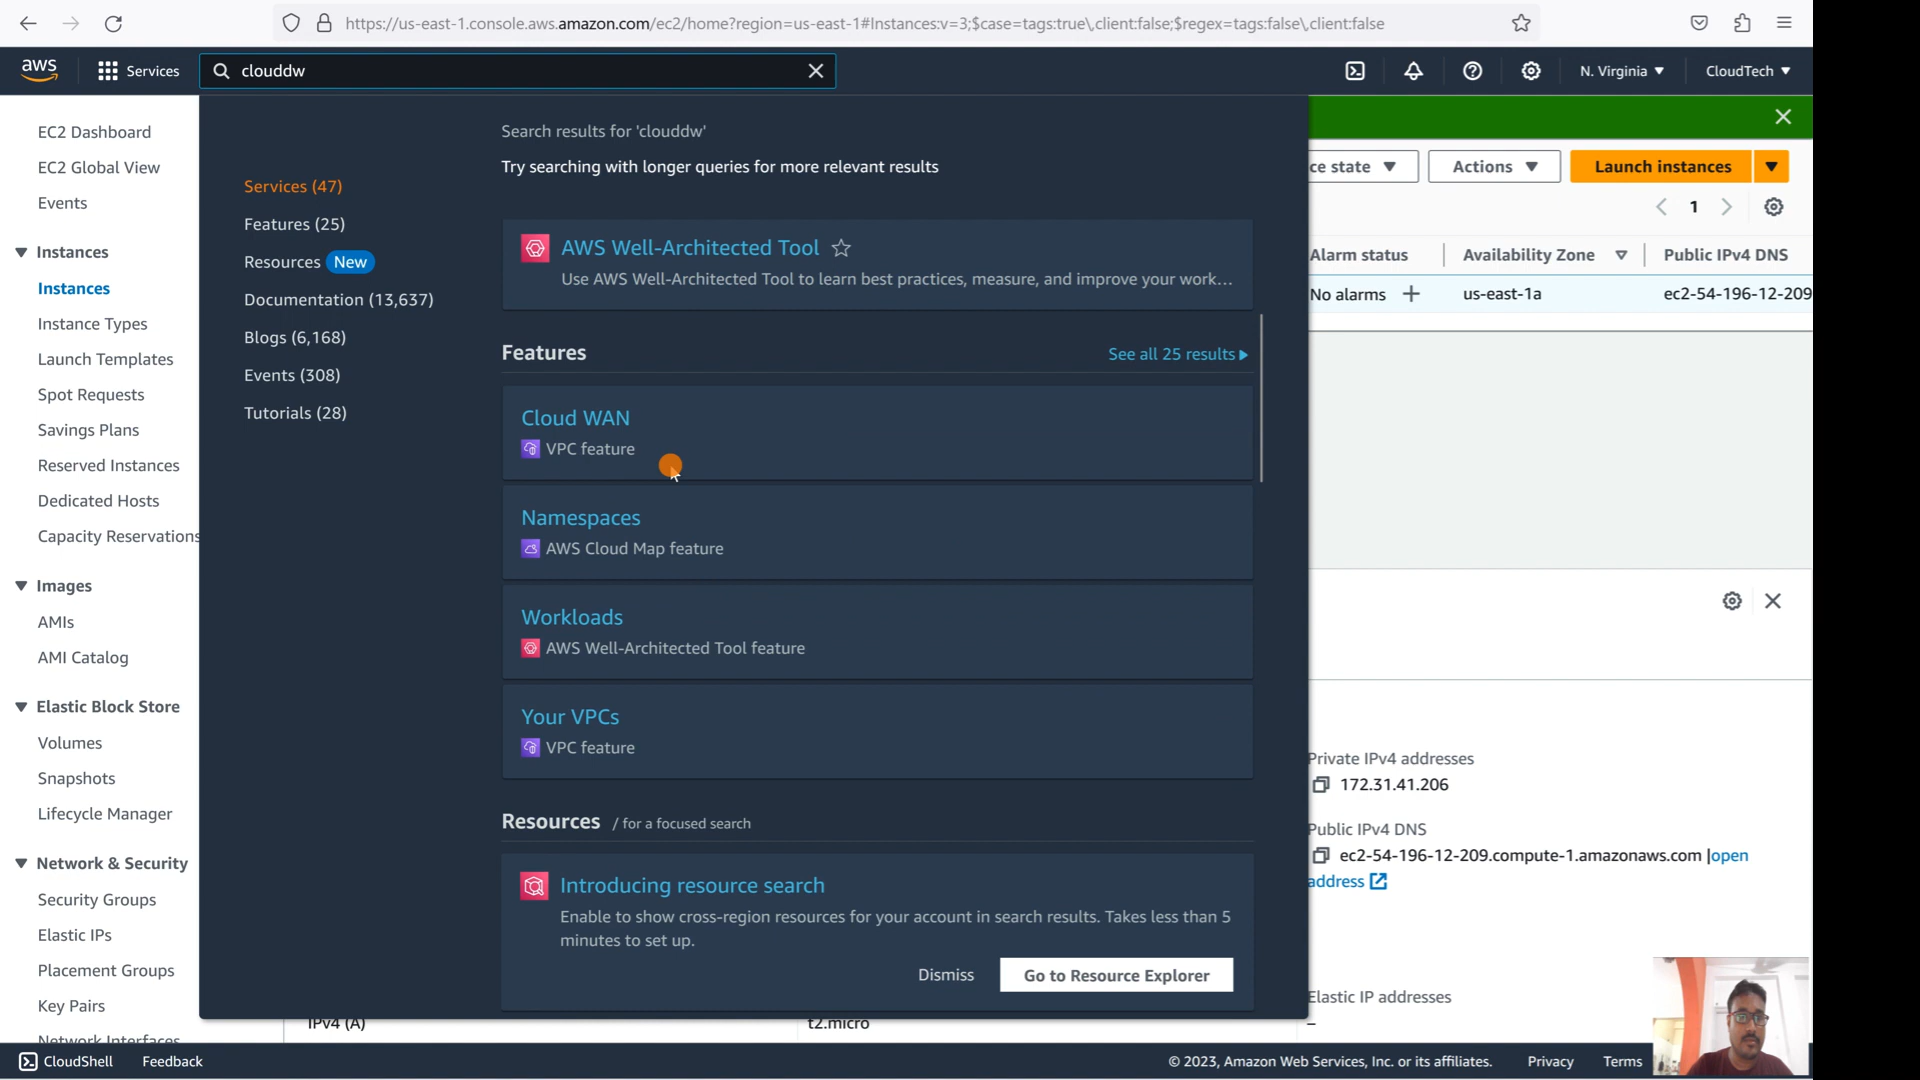 https://us-east-1.console.aws.amazon.com/ec2/home?region=us-east-1#Instances:v=3;$case=tags:true\,client:false;$regex=tags:false\,client:false
aws
Services
clouddw
N. Virginia
CloudTech
EC2 Dashboard
EC2 Global View
Events
Instances
Instances
Instance Types
Launch Templates
Spot Requests
Savings Plans
Reserved Instances
Dedicated Hosts
Capacity Reservations
Images
AMIs
AMI Catalog
Elastic Block Store
Volumes
Snapshots
Lifecycle Manager
Network & Security
Security Groups
Elastic IPs
Placement Groups
Key Pairs
Network Interfaces
Services (47)
Features (25)
Resources New
Documentation (13,637)
Blogs (6,168)
Events (308)
Tutorials (28)
Search results for 'clouddw'
Try searching with longer queries for more relevant results
AWS Well-Architected Tool
Use AWS Well-Architected Tool to learn best practices, measure, and improve your work...
Features
See all 25 results
Cloud WAN
VPC feature
Namespaces
AWS Cloud Map feature
Workloads
AWS Well-Architected Tool feature
Your VPCs
VPC feature
Resources / for a focused search
Introducing resource search
Enable to show cross-region resources for your account in search results. Takes less than 5
minutes to set up.
Dismiss
Go to Resource Explorer
ce state
Actions
Launch instances
1
Alarm status
Availability Zone
Public IPv4 DNS
No alarms
us-east-1a
ec2-54-196-12-209
Private IPv4 addresses
172.31.41.206
Public IPv4 DNS
ec2-54-196-12-209.compute-1.amazonaws.com |open
address
Elastic IP addresses
–
IPv4 (A)
t2.micro
CloudShell
Feedback
© 2023, Amazon Web Services, Inc. or its affiliates.
Privacy
Terms